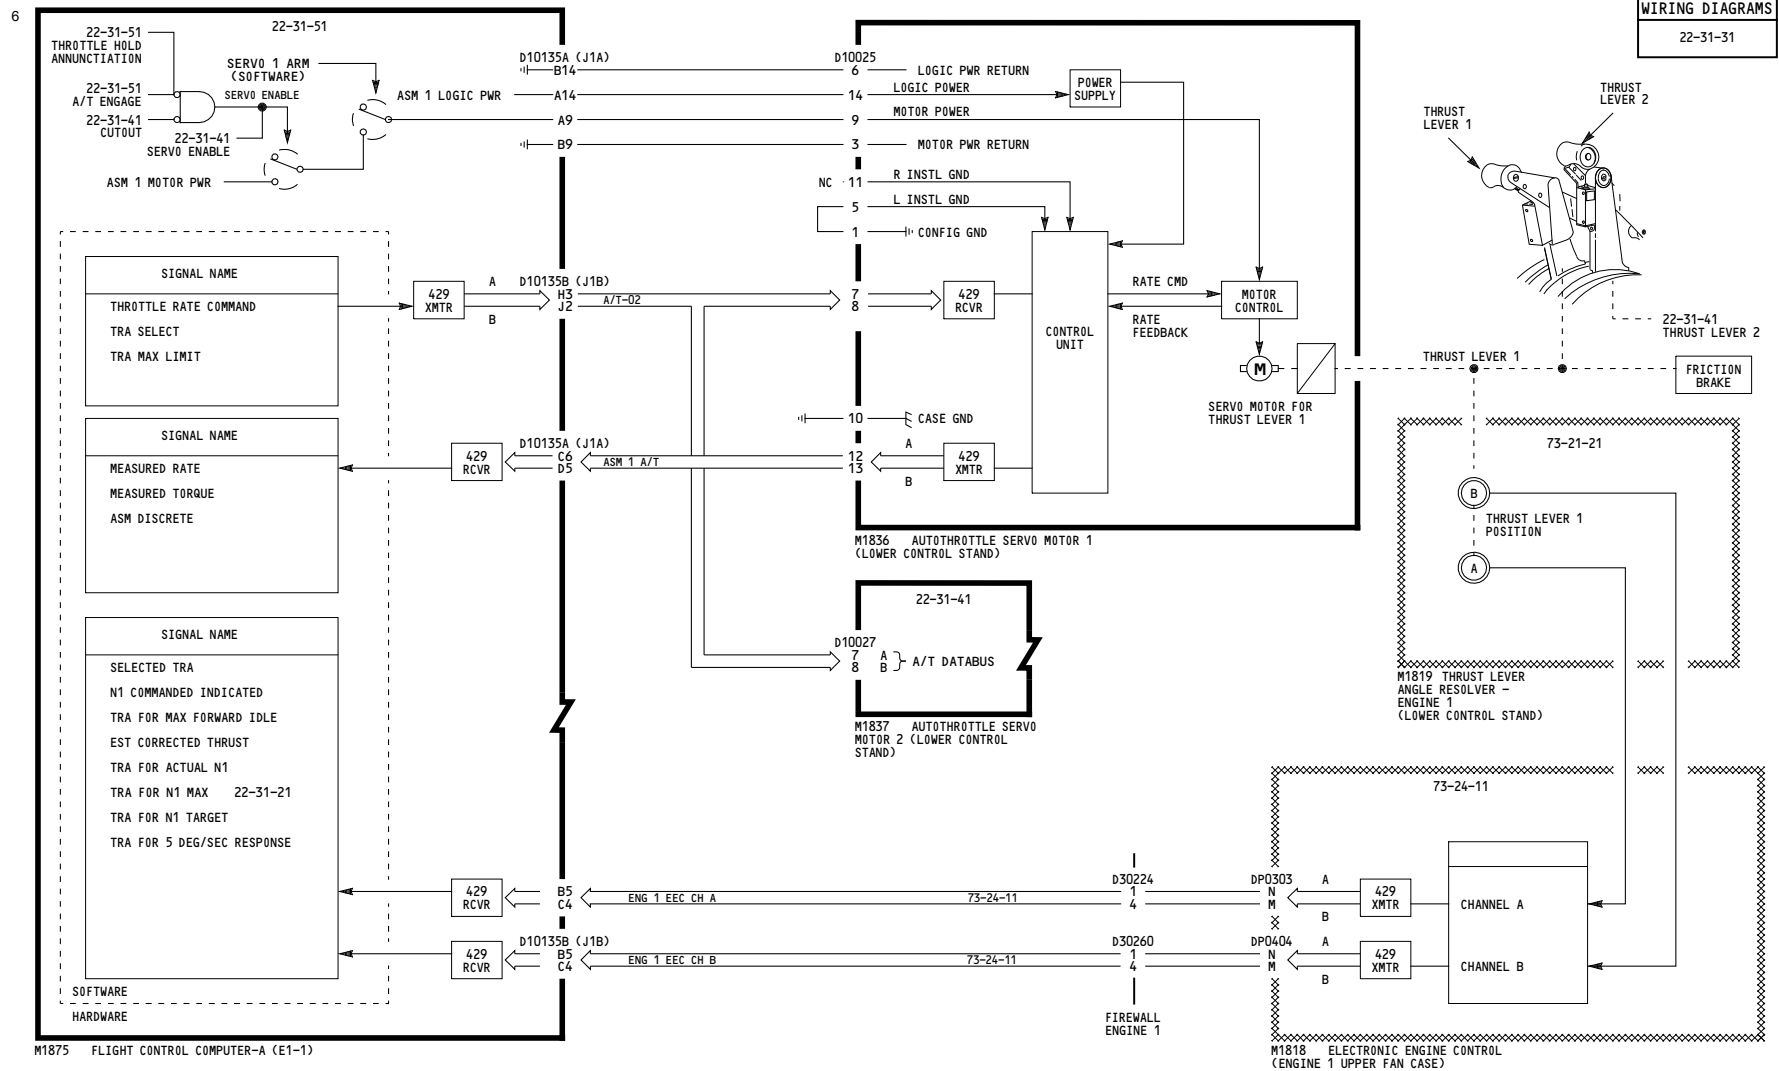 6
WIRING DIAGRAMS
22-31-31
22-31-51
22-31-51
THROTTLE HOLD
ANNUNCTIATION
SERVO 1 ARM
(SOFTWARE)
22-31-51
A/T ENGAGE
SERVO ENABLE
22-31-41
CUTOUT
22-31-41
SERVO ENABLE
ASM 1 MOTOR PWR
ASM 1 LOGIC PWR
D10135A (J1A)
B14
A14
A9
B9
D10025
6 LOGIC PWR RETURN
14 LOGIC POWER
9 MOTOR POWER
3 MOTOR PWR RETURN
NC 11 R INSTL GND
5 L INSTL GND
1 CONFIG GND
POWER
SUPPLY
THRUST
LEVER 2
THRUST
LEVER 1
SIGNAL NAME
THROTTLE RATE COMMAND
TRA SELECT
TRA MAX LIMIT
429
XMTR
A
B
D10135B (J1B)
H3
J2
A/T-02
7
8
429
RCVR
CONTROL
UNIT
RATE CMD
RATE
FEEDBACK
MOTOR
CONTROL
M
SERVO MOTOR FOR
THRUST LEVER 1
22-31-41
THRUST LEVER 2
THRUST LEVER 1
FRICTION
BRAKE
SIGNAL NAME
MEASURED RATE
MEASURED TORQUE
ASM DISCRETE
429
RCVR
D10135A (J1A)
C6
D5
ASM 1 A/T
10 CASE GND
12
13
A
B
429
XMTR
M1836 AUTOTHROTTLE SERVO MOTOR 1
(LOWER CONTROL STAND)
73-21-21
B
THRUST LEVER 1
POSITION
A
M1819 THRUST LEVER
ANGLE RESOLVER -
ENGINE 1
(LOWER CONTROL STAND)
22-31-41
D10027
7 A
8 B
A/T DATABUS
M1837 AUTOTHROTTLE SERVO
MOTOR 2 (LOWER CONTROL
STAND)
SIGNAL NAME
SELECTED TRA
N1 COMMANDED INDICATED
TRA FOR MAX FORWARD IDLE
EST CORRECTED THRUST
TRA FOR ACTUAL N1
TRA FOR N1 MAX 22-31-21
TRA FOR N1 TARGET
TRA FOR 5 DEG/SEC RESPONSE
SOFTWARE
HARDWARE
429
RCVR
B5
C4
ENG 1 EEC CH A
73-24-11
D30224
1
4
DP0303
N
M
A
B
429
XMTR
429
RCVR
D10135B (J1B)
B5
C4
ENG 1 EEC CH B
73-24-11
D30260
1
4
DP0404
N
M
A
B
429
XMTR
73-24-11
CHANNEL A
CHANNEL B
FIREWALL
ENGINE 1
M1875 FLIGHT CONTROL COMPUTER-A (E1-1)
M1818 ELECTRONIC ENGINE CONTROL
(ENGINE 1 UPPER FAN CASE)